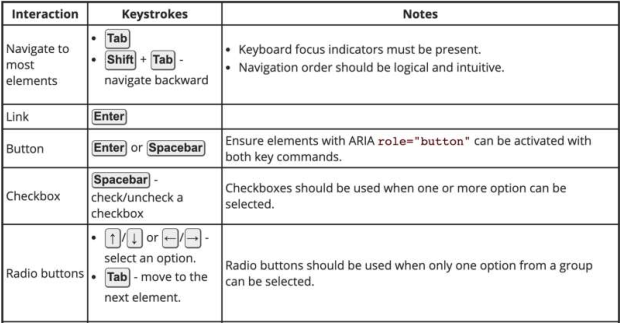 Interaction Keystrokes Notes
Navigate to most elements
• Tab
• Shift + Tab - navigate backward
• Keyboard focus indicators must be present.
• Navigation order should be logical and intuitive.
Link
Enter
Button
Enter or Spacebar
Ensure elements with ARIA role="button" can be activated with
both key commands.
Checkbox
Spacebar -
check/uncheck a
checkbox
Checkboxes should be used when one or more option can be
selected.
Radio buttons
• ↑/↓ or ←/→ -
select an option.
• Tab - move to the
next element.
Radio buttons should be used when only one option from a group
can be selected.